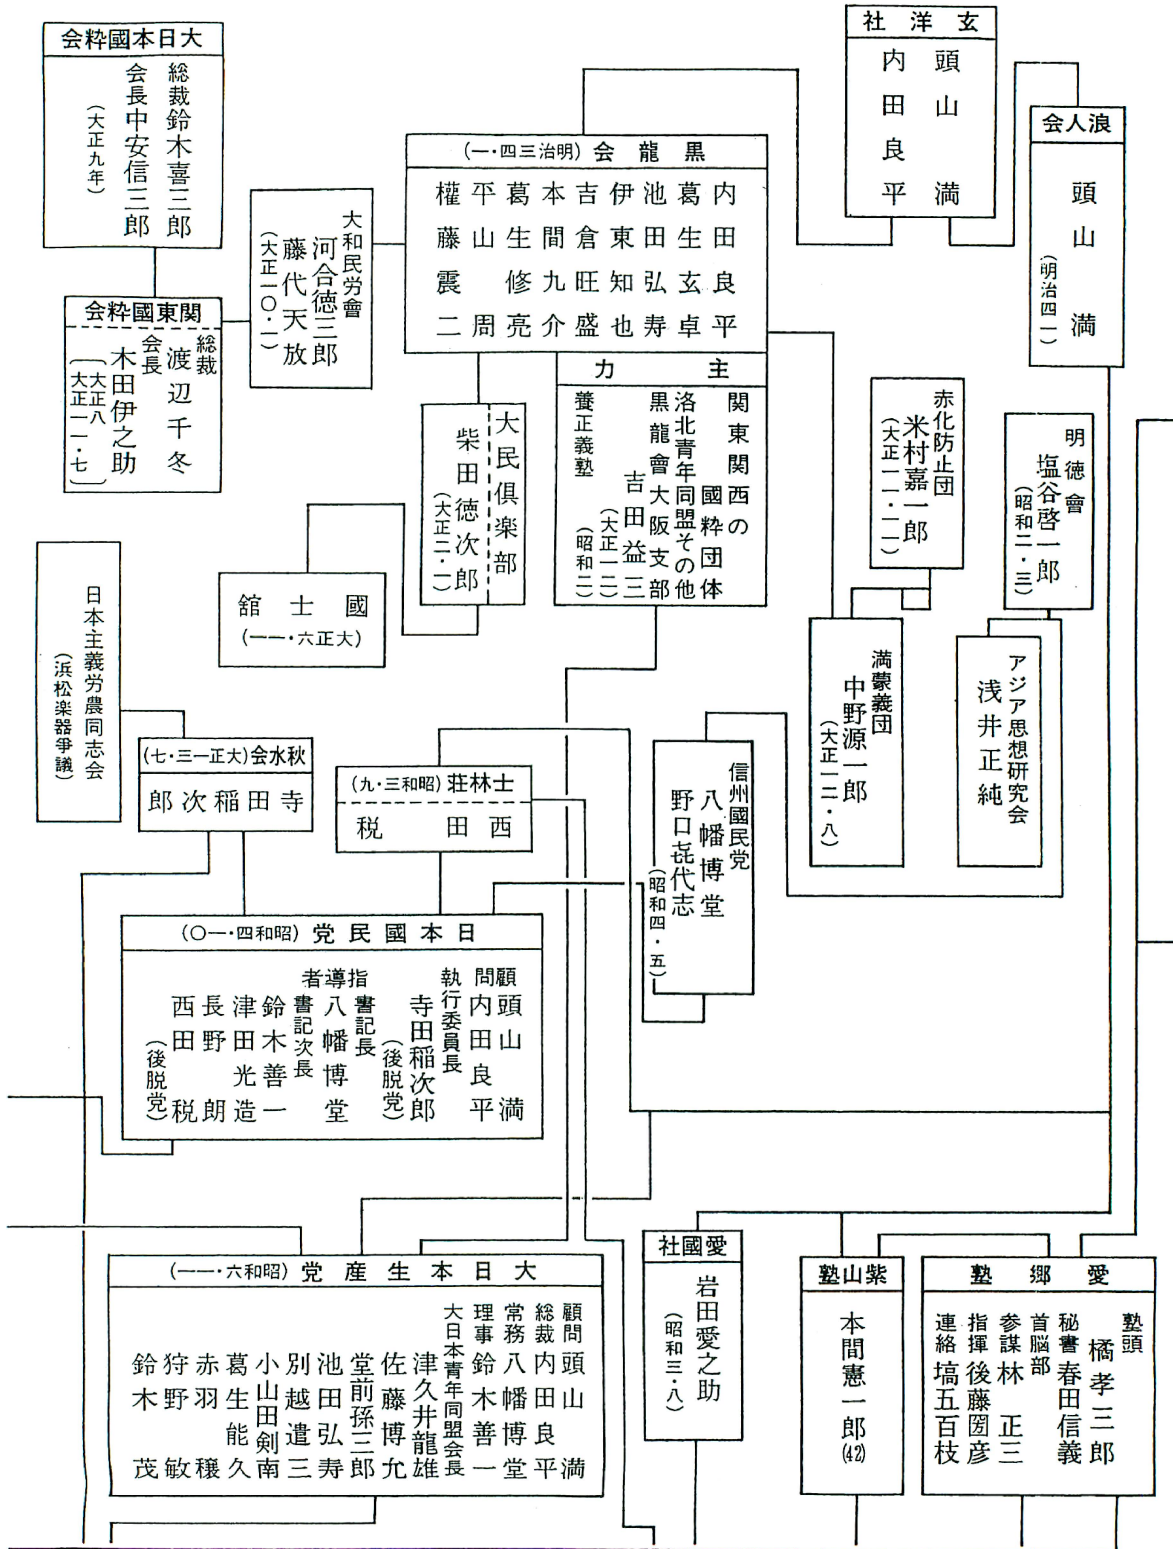 玄洋社
頭山満
内田良平
浪人会
頭山満
(明治四一)
大日本國粋会
総裁鈴木喜三郎
会長中安信三郎
(大正九年)
黒龍会(明治三四・一)
内田良平
葛生玄卓
池田弘寿
伊東知也
吉倉旺盛
本間九介
葛生修亮
平山周
權藤震二
主力
関東関西の
國粋団体
洛北青年同盟その他
黒龍會大阪支部
吉田益三
(大正一二)
養正義塾
(昭和二)
大和民労會
河合徳三郎
藤代天放
(大正一〇・一)
関東國粋会
総裁
渡辺千冬
会長
木田伊之助
(大正八)
(大正一一・七)
大民倶楽部
柴田徳次郎
(大正二・一)
國士舘
(大正六・一一)
赤化防止団
米村嘉一郎
(大正一一・一一)
明徳會
塩谷啓一郎
(昭和二・三)
満蒙義団
中野源一郎
(大正一二・八)
アジア思想研究会
浅井正純
日本主義労農同志会
(浜松楽器爭議)
秋水会(大正一三・七)
寺田稲次郎
士林荘(昭和三・九)
西田税
信州國民党
八幡博堂
野口㐂代志
(昭和四・五)
日本國民党(昭和四・一〇)
顧問
頭山満
内田良平
執行委員長
寺田稲次郎
(後脱党)
指導者
書記長
八幡博堂
書記次長
鈴木善一
津田光造
長野朗
西田税
(後脱党)
大日本生産党(昭和六・一一)
顧問頭山満
総裁内田良平
常務八幡博堂
理事鈴木善一
大日本青年同盟会長
津久井龍雄
佐藤博允
堂前孫三郎
池田弘寿
別越遣三
小山田剣南
葛生能久
赤羽穰
狩野敏
鈴木茂
愛國社
岩田愛之助
(昭和三・八)
紫山塾
本間憲一郎(42)
愛郷塾
塾頭
橘孝三郎
秘書春田信義
首脳部
参謀林正三
指揮後藤圀彦
連絡塙五百枝